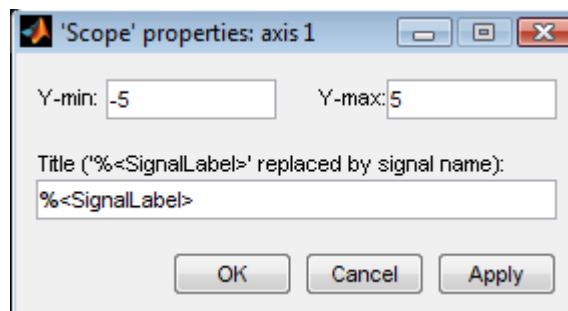 'Scope' properties: axis 1
Y-min: -5 Y-max: 5
Title ('%<SignalLabel>' replaced by signal name):
%<SignalLabel>
OK Cancel Apply